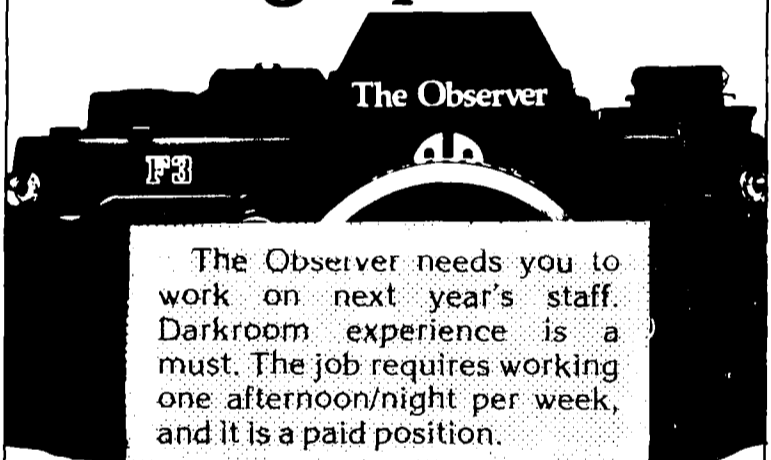 The Observer
F3
The Observer needs you to
work on next year's staff.
Darkroom experience is a
must. The job requires working
one afternoon/night per week,
and it is a paid position.